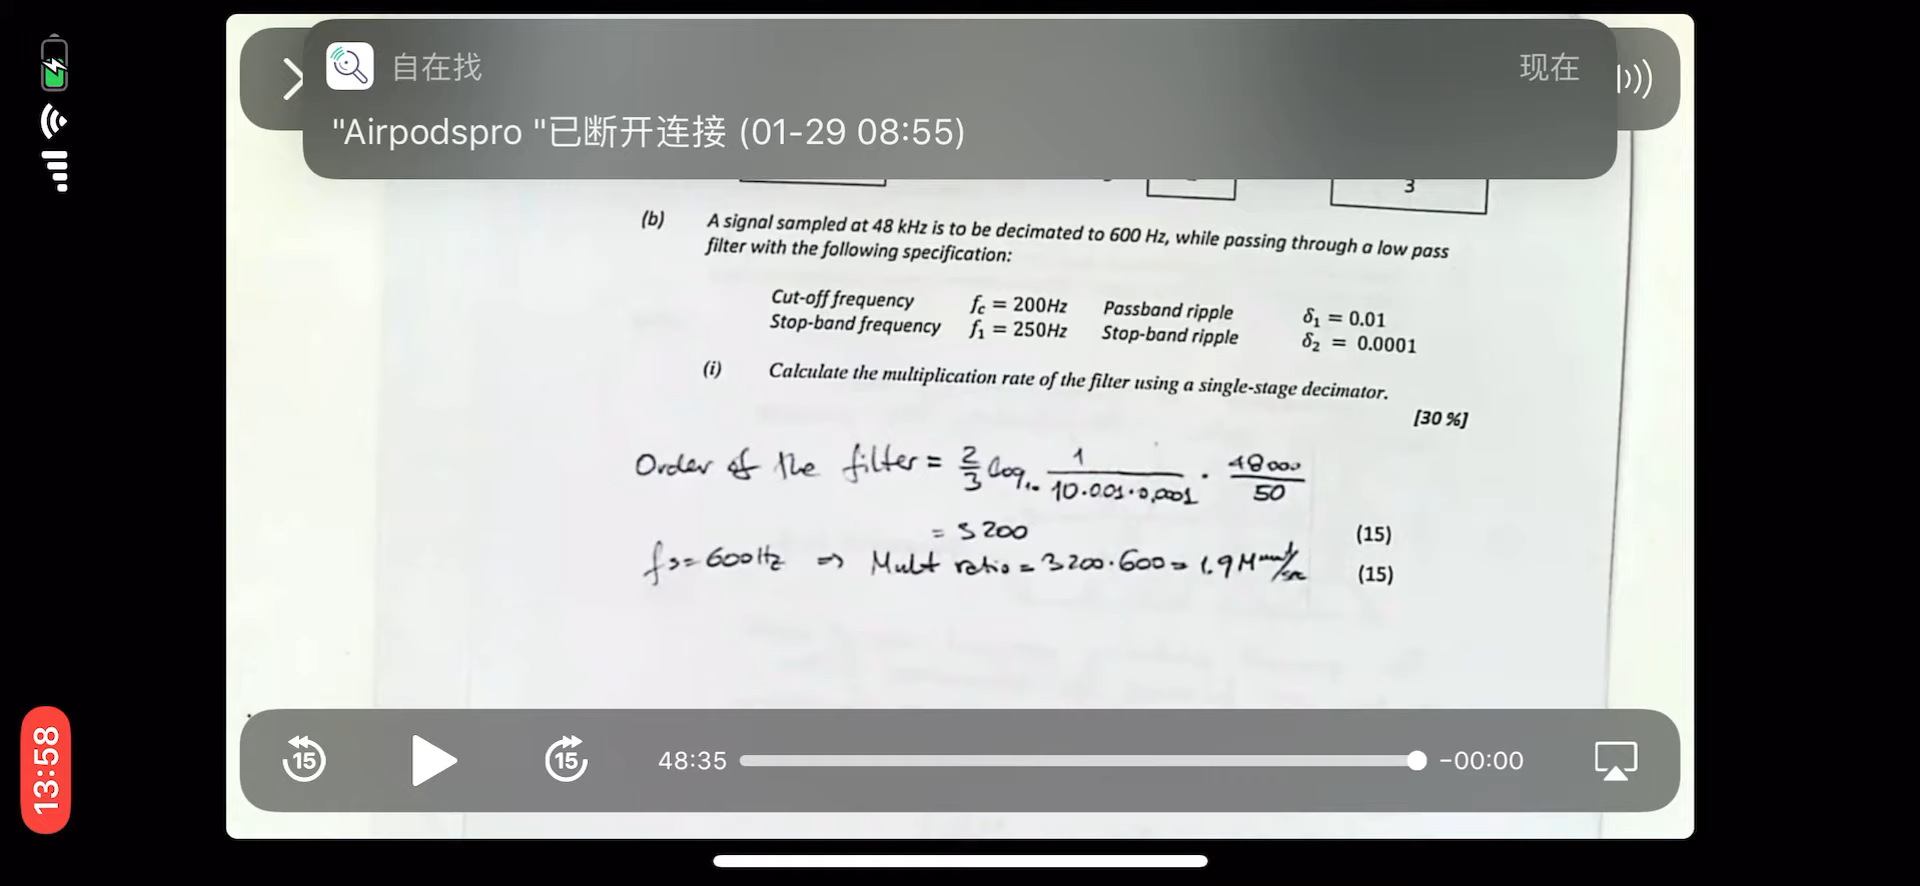 自在找
现在
"Airpodspro "已断开连接 (01-29 08:55)
3
(b) A signal sampled at 48 kHz is to be decimated to 600 Hz, while passing through a low pass
filter with the following specification:
Cut-off frequency fc = 200Hz Passband ripple δ1 = 0.01
Stop-band frequency f1 = 250Hz Stop-band ripple δ2 = 0.0001
(i) Calculate the multiplication rate of the filter using a single-stage decimator.
[30 %]
Order of the filter = 2/3 log10 1/(10·0.01·0,0001) · 48000/50
= 3200 (15)
fs=600Hz ⇒ Mult ratio = 3200·600 = 1.9 M /sec (15)
15
15
48:35
-00:00
13:58